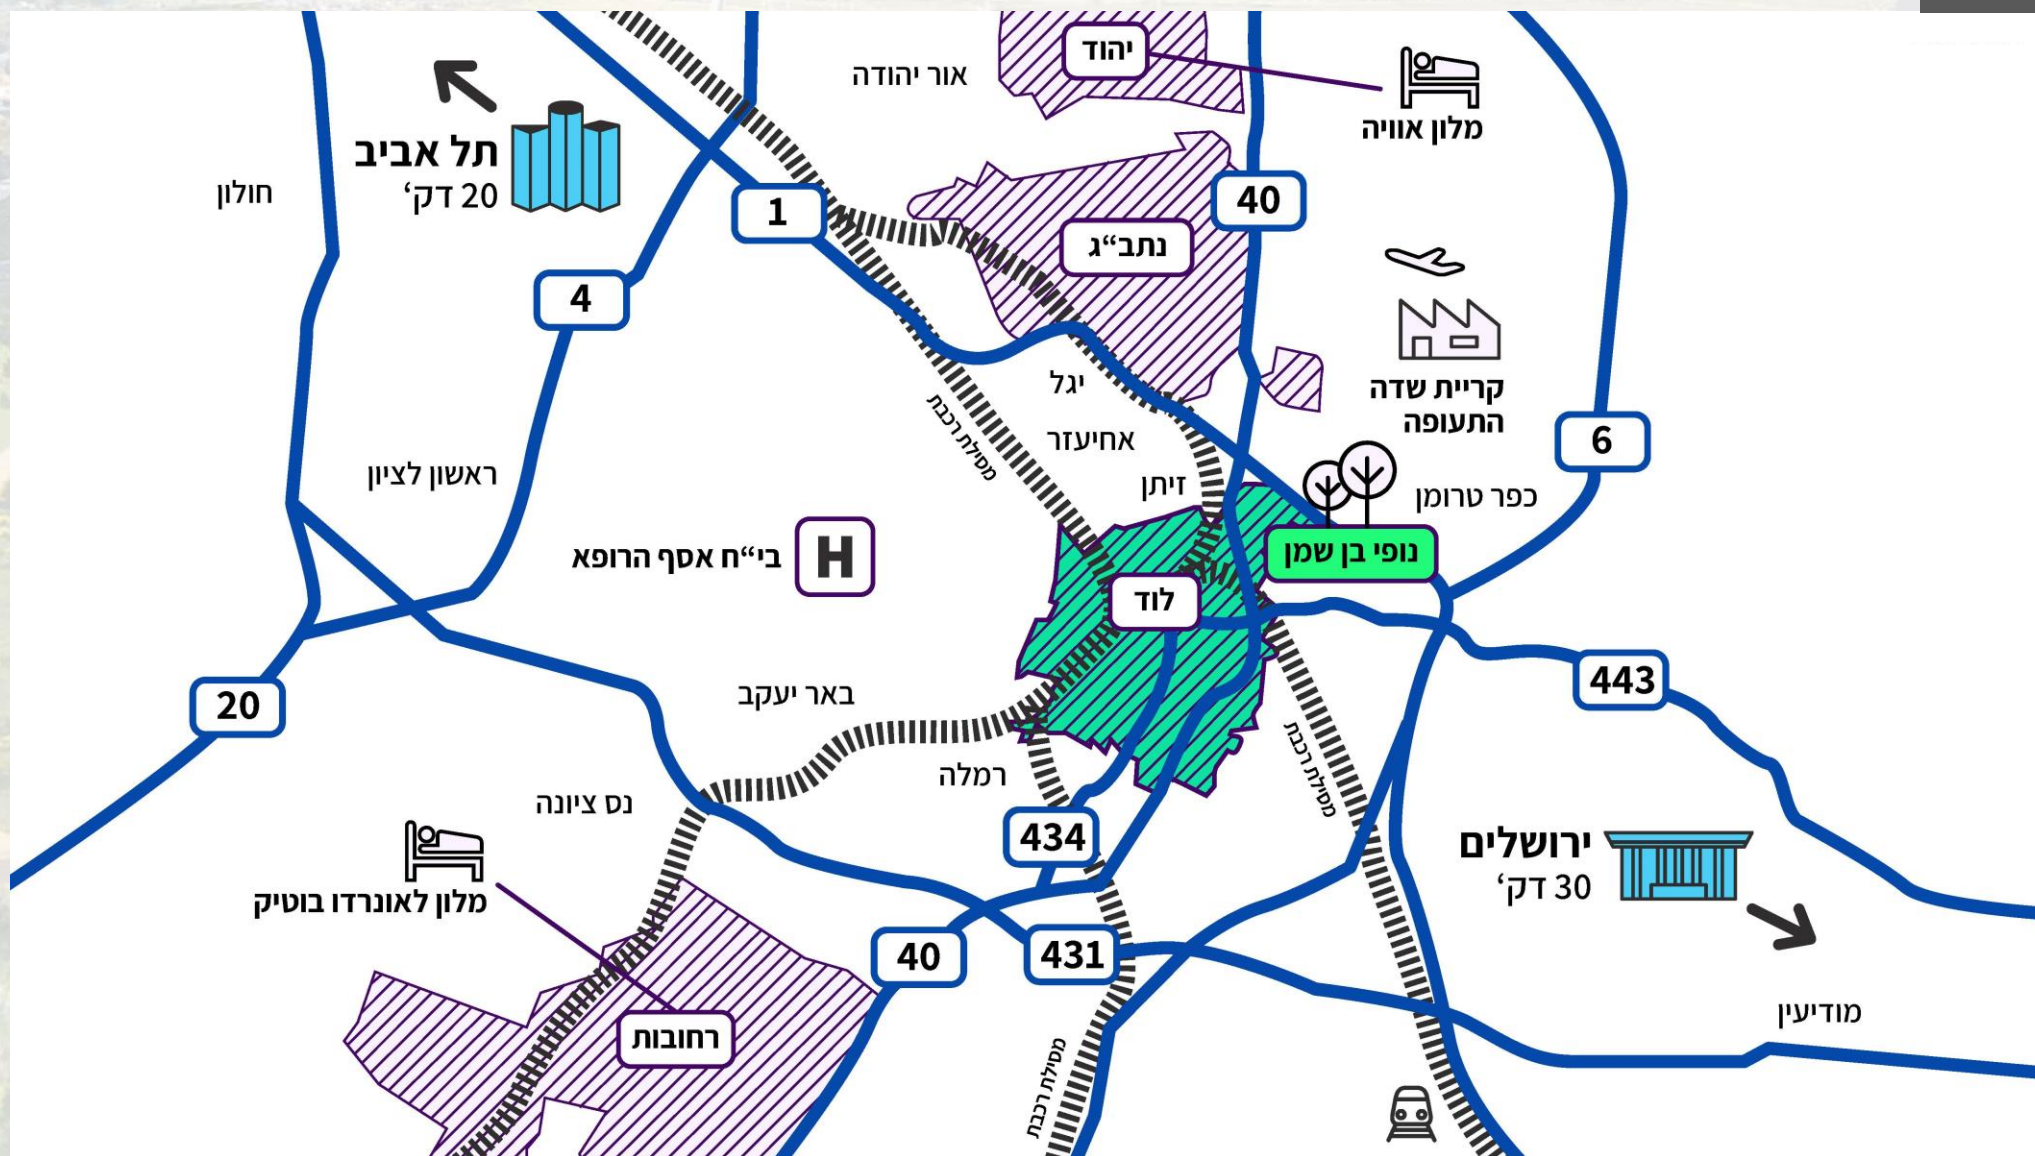 יהוד
אור יהודה
מלון אוויה
תל אביב
20 דק‘
חולון
1
40
נתב“ג
4
קריית שדה
התעופה
יגל
אחיעזר
מסילת רכבת
6
ראשון לציון
זיתן
כפר טרומן
נופי בן שמן
בי“ח אסף הרופא
H
לוד
443
20
באר יעקב
רמלה
מסילת רכבת
נס ציונה
434
ירושלים
30 דק‘
מלון לאונרדו בוטיק
40
431
מודיעין
רחובות
מסילת רכבת